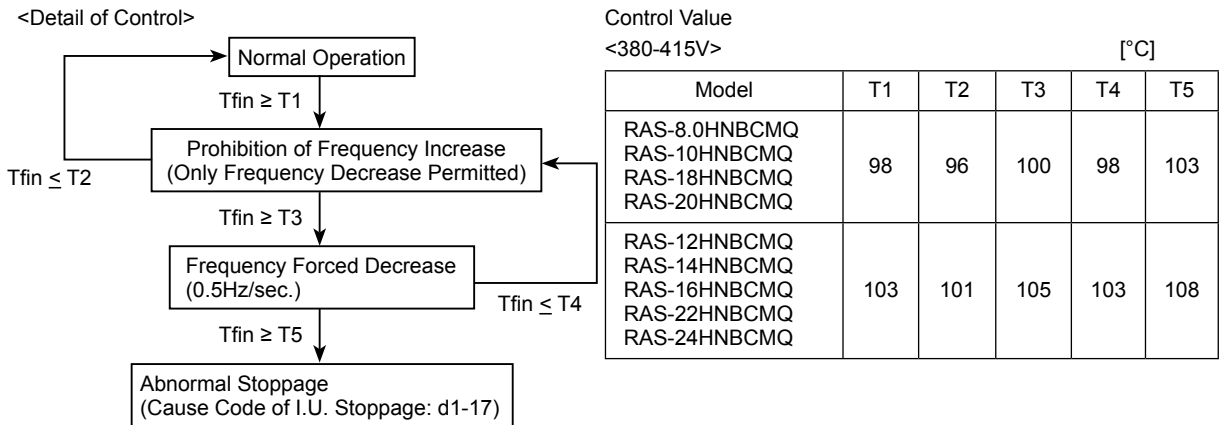 <Detail of Control>
Normal Operation
Tfin ≥ T1
Prohibition of Frequency Increase
(Only Frequency Decrease Permitted)
Tfin ≤ T2
Tfin ≥ T3
Frequency Forced Decrease
(0.5Hz/sec.)
Tfin ≤ T4
Tfin ≥ T5
Abnormal Stoppage
(Cause Code of I.U. Stoppage: d1-17)
Control Value
<380-415V> [°C]
Model T1 T2 T3 T4 T5
RAS-8.0HNBCMQ
RAS-10HNBCMQ
RAS-18HNBCMQ
RAS-20HNBCMQ
98 96 100 98 103
RAS-12HNBCMQ
RAS-14HNBCMQ
RAS-16HNBCMQ
RAS-22HNBCMQ
RAS-24HNBCMQ
103 101 105 103 108